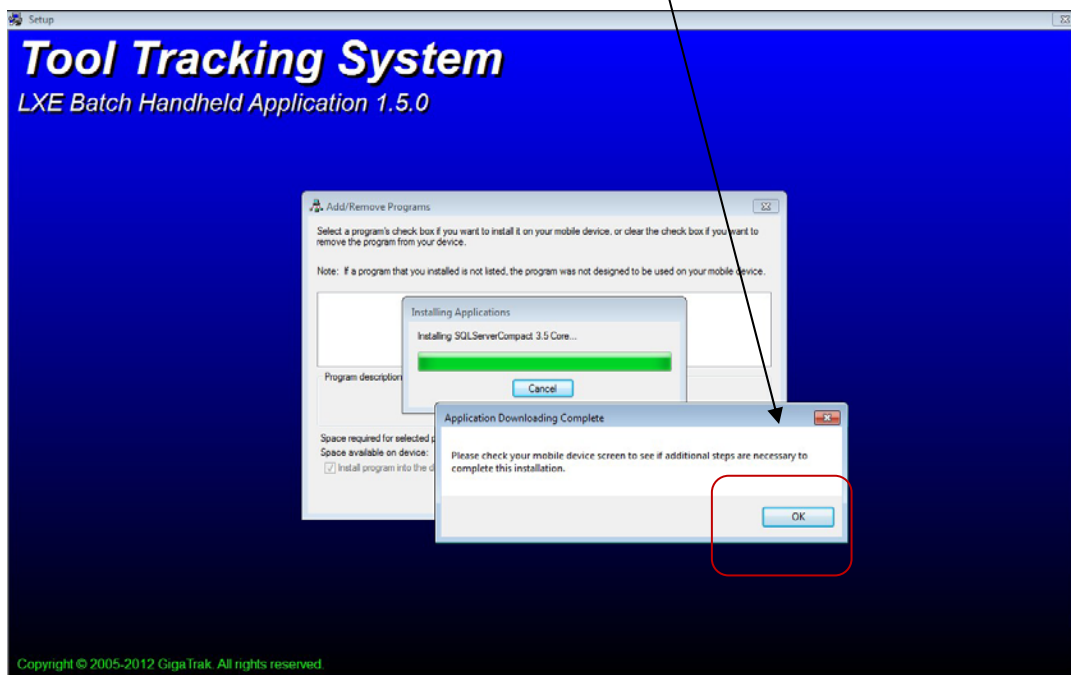 Setup
Tool Tracking System
LXE Batch Handheld Application 1.5.0
Add/Remove Programs
Select a program's check box if you want to install it on your mobile device, or clear the check box if you want to
remove the program from your device.
Note: If a program that you installed is not listed, the program was not designed to be used on your mobile device.
Installing Applications
Installing SQLServerCompact 3.5 Core...
Program description
Cancel
Application Downloading Complete
Space required for selected p
Space available on device:
Install program into the d
Please check your mobile device screen to see if additional steps are necessary to
complete this installation.
OK
Copyright © 2005-2012 GigaTrak. All rights reserved.